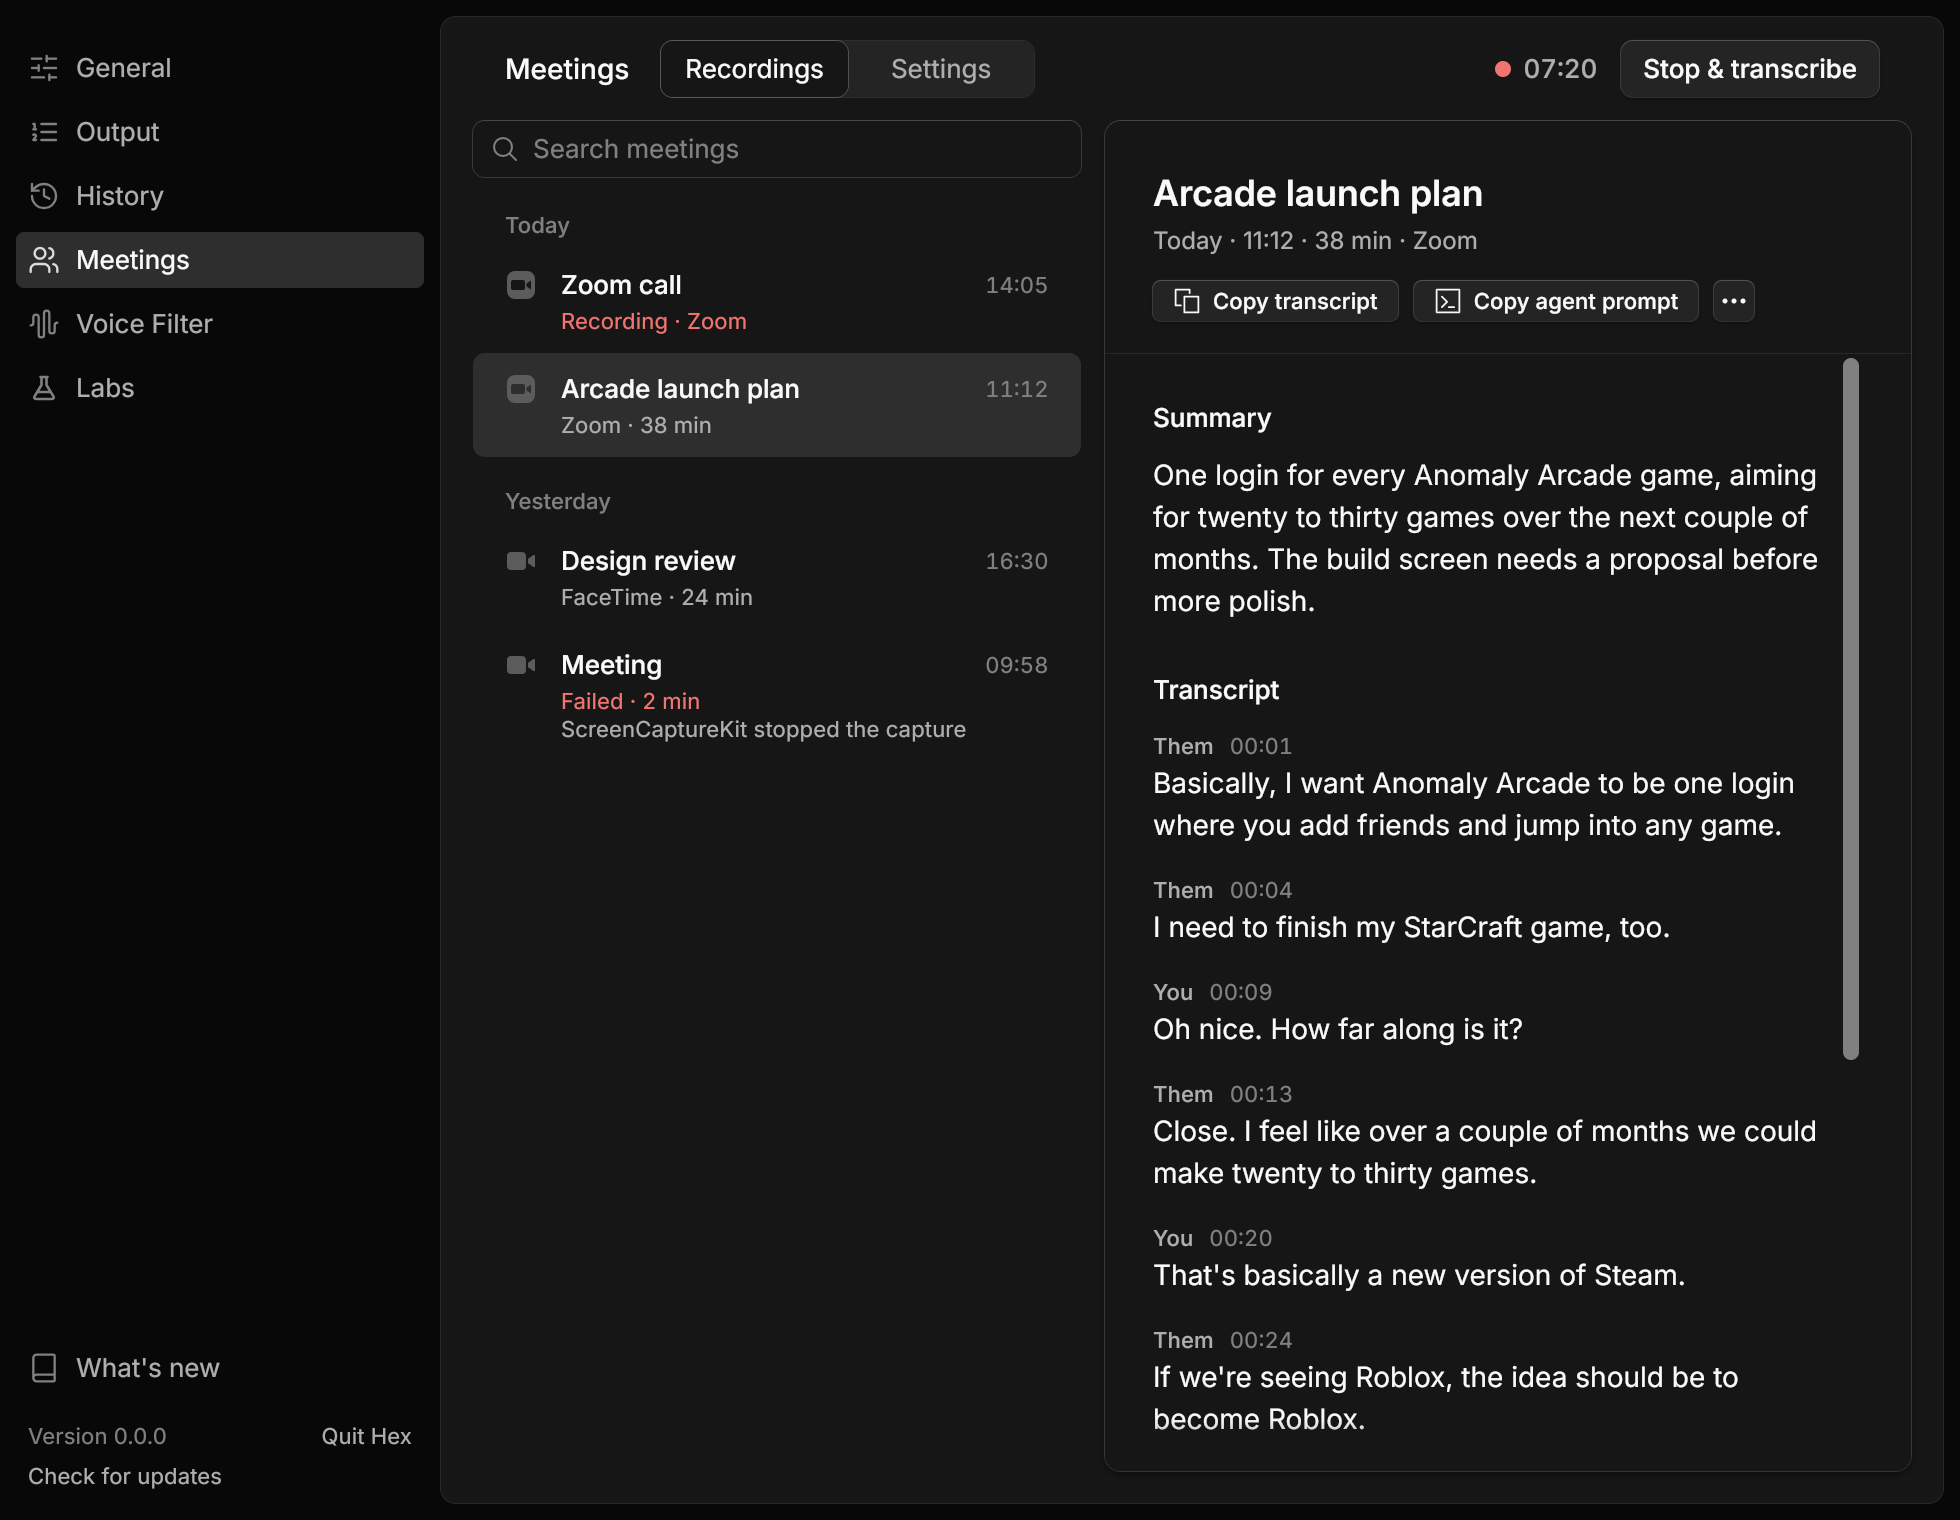 General
Output
History
Meetings
Voice Filter
Labs
What's new
Version 0.0.0
Quit Hex
Check for updates
Meetings
Recordings
Settings
07:20
Stop & transcribe
Search meetings
Today
Zoom call
14:05
Recording · Zoom
Arcade launch plan
11:12
Zoom · 38 min
Yesterday
Design review
16:30
FaceTime · 24 min
Meeting
09:58
Failed · 2 min
ScreenCaptureKit stopped the capture
Arcade launch plan
Today · 11:12 · 38 min · Zoom
Copy transcript
Copy agent prompt
Summary
One login for every Anomaly Arcade game, aiming
for twenty to thirty games over the next couple of
months. The build screen needs a proposal before
more polish.
Transcript
Them 00:01
Basically, I want Anomaly Arcade to be one login
where you add friends and jump into any game.
Them 00:04
I need to finish my StarCraft game, too.
You 00:09
Oh nice. How far along is it?
Them 00:13
Close. I feel like over a couple of months we could
make twenty to thirty games.
You 00:20
That's basically a new version of Steam.
Them 00:24
If we're seeing Roblox, the idea should be to
become Roblox.